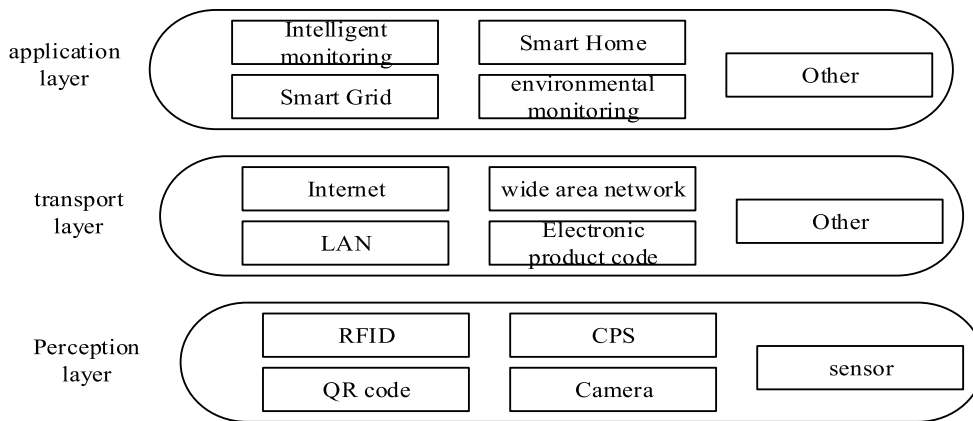 application
layer
Intelligent
monitoring
Smart Home
Smart Grid
environmental
monitoring
Other
transport
layer
Internet
wide area network
LAN
Electronic
product code
Other
Perception
layer
RFID
CPS
QR code
Camera
sensor